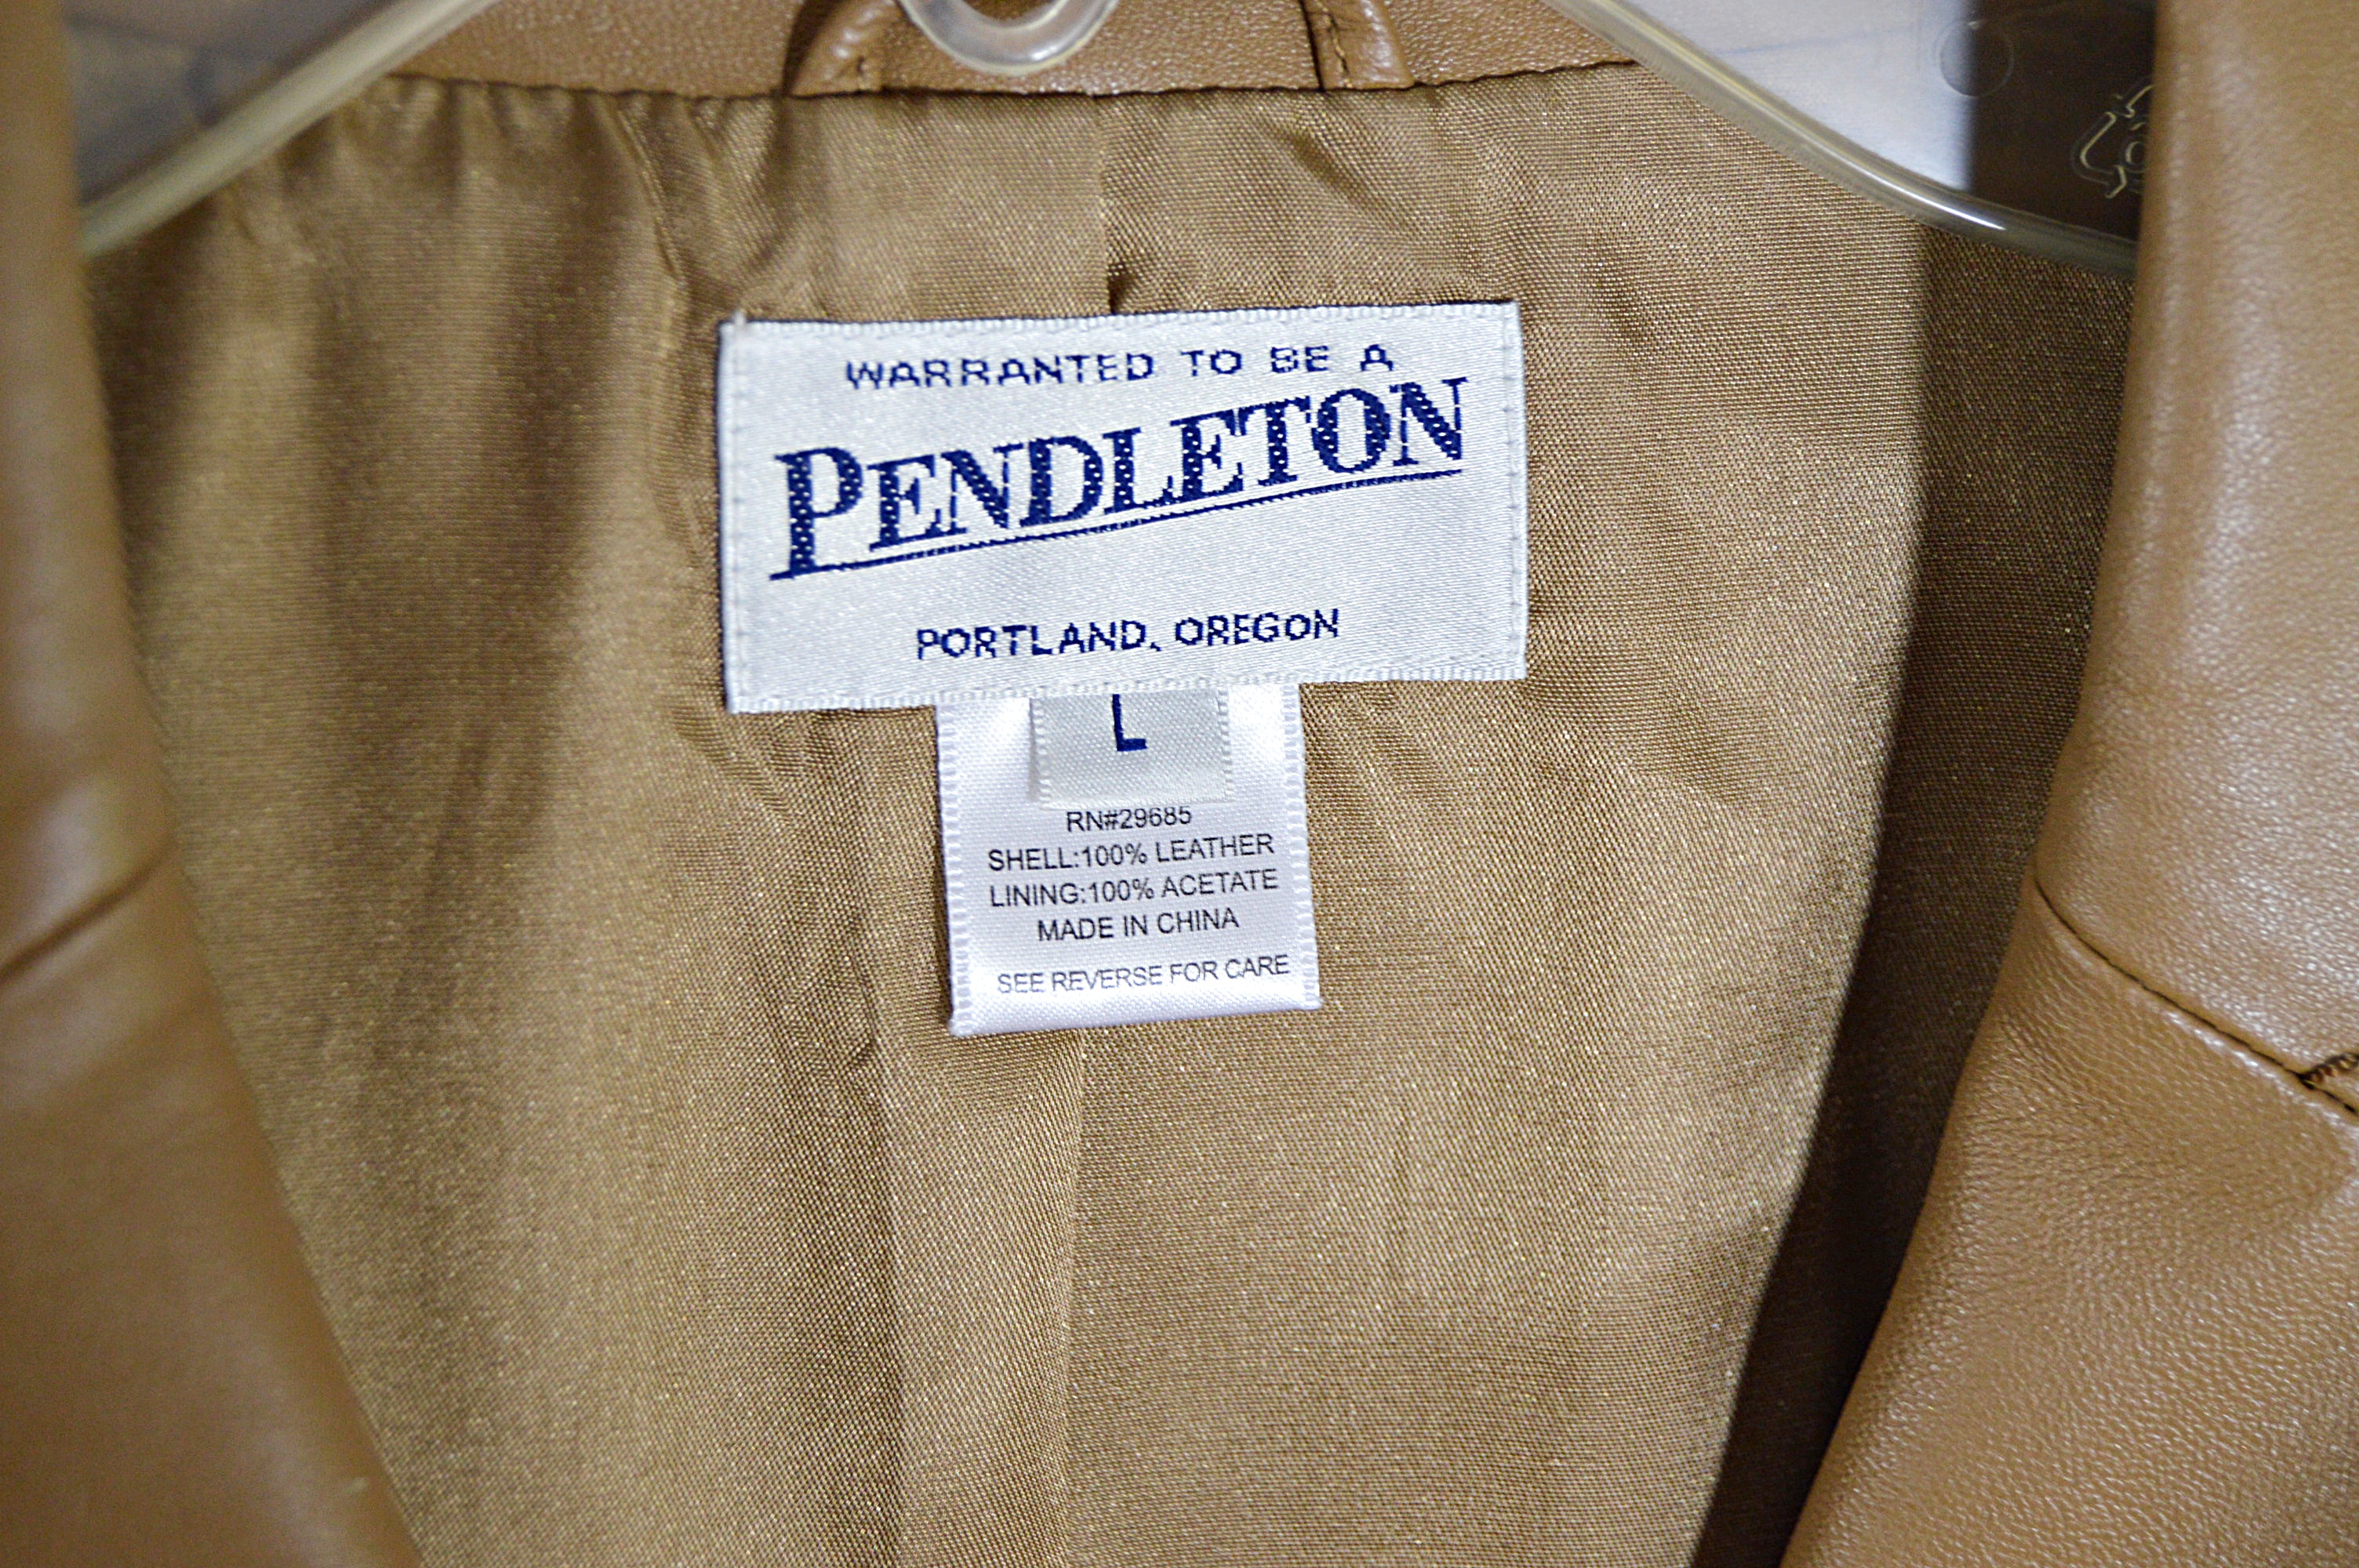 WARRANTED TO BE A
PENDLETON
PORTLAND, OREGON
L
RN#29685
SHELL:100% LEATHER
LINING:100% ACETATE
MADE IN CHINA
SEE REVERSE FOR CARE